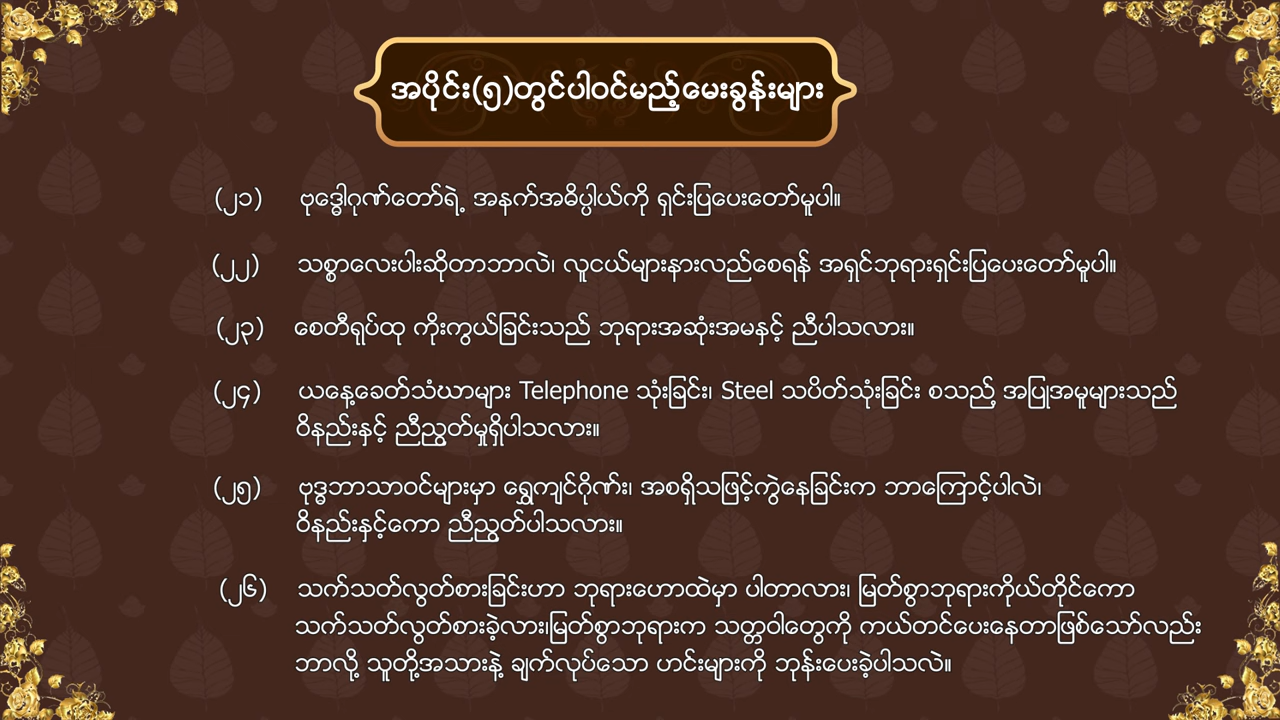 အပိုင်း(၅)တွင်ပါဝင်မည့်မေးခွန်းများ
(၂၁) ဗုဒ္ဓေါဂုဏ်တော်ရဲ့ အနက်အဓိပ္ပါယ်ကို ရှင်းပြပေးတော်မူပါ။
(၂၂) သစ္စာလေးပါးဆိုတာဘာလဲ၊ လူငယ်များနားလည်စေရန် အရှင်ဘုရားရှင်းပြပေးတော်မူပါ။
(၂၃) စေတီရုပ်ထု ကိုးကွယ်ခြင်းသည် ဘုရားအဆုံးအမနှင့် ညီပါသလား။
(၂၄) ယနေ့ခေတ်သံဃာများ Telephone သုံးခြင်း၊ Steel သပိတ်သုံးခြင်း စသည့် အပြုအမူများသည်
ဝိနည်းနှင့် ညီညွတ်မှုရှိပါသလား။
(၂၅) ဗုဒ္ဓဘာသာဝင်များမှာ ရွှေကျင်ဂိုဏ်း၊ အစရှိသဖြင့်ကွဲနေခြင်းက ဘာကြောင့်ပါလဲ၊
ဝိနည်းနှင့်ကော ညီညွတ်ပါသလား။
(၂၆) သက်သတ်လွတ်စားခြင်းဟာ ဘုရားဟောထဲမှာ ပါတာလား၊ မြတ်စွာဘုရားကိုယ်တိုင်ကော
သက်သတ်လွတ်စားခဲ့လား၊မြတ်စွာဘုရားက သတ္တဝါတွေကို ကယ်တင်ပေးနေတာဖြစ်သော်လည်း
ဘာလို့ သူတို့အသားနဲ့ ချက်လုပ်သော ဟင်းများကို ဘုန်းပေးခဲ့ပါသလဲ။